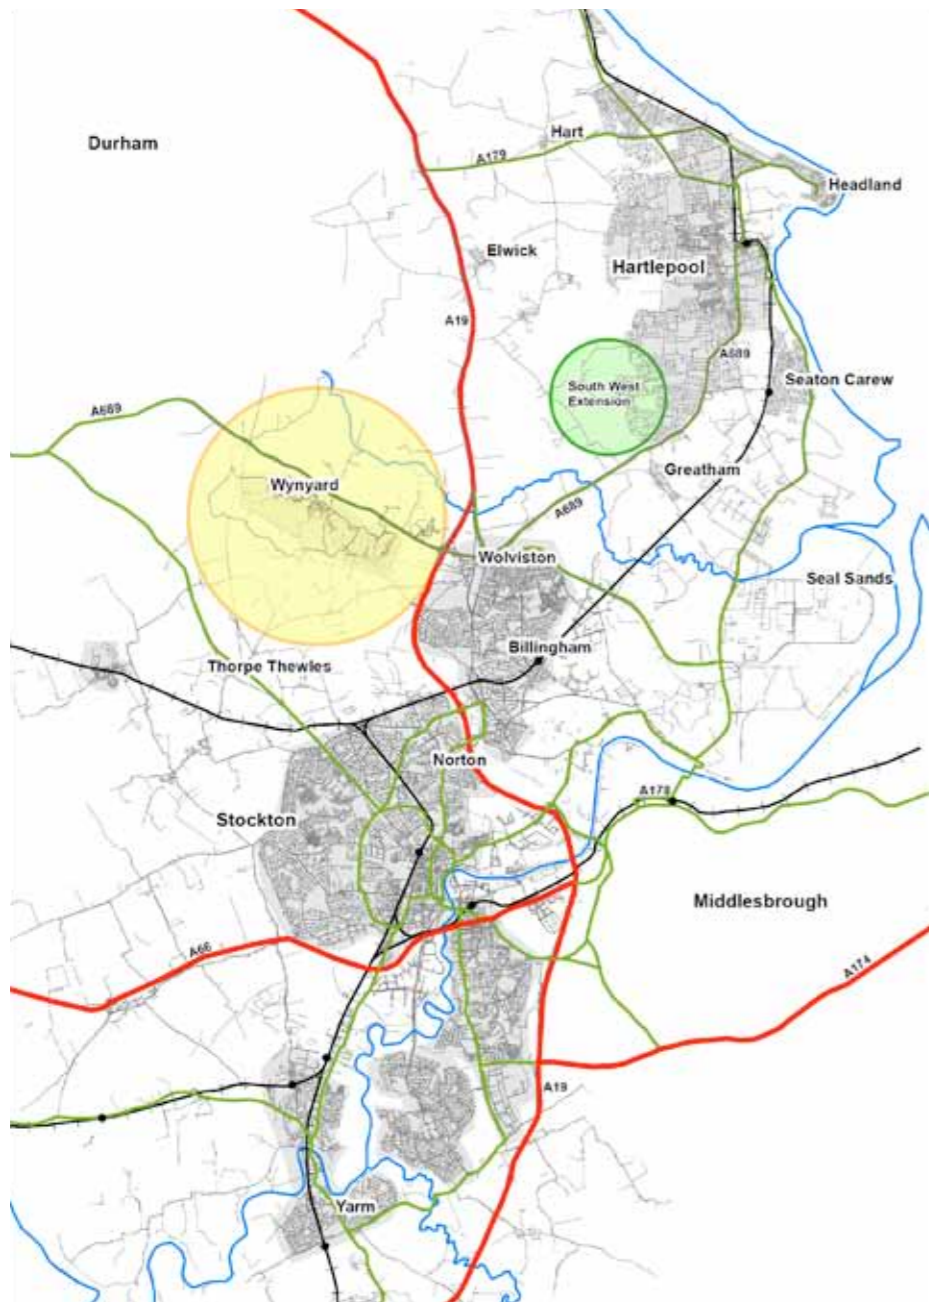 Durham
Hart
A179
Headland
Elwick
Hartlepool
A19
A689
South West
Extension
Seaton Carew
A689
Wynyard
Greatham
A689
Wolviston
Seal Sands
Billingham
Thorpe Thewles
Norton
A178
Stockton
Middlesbrough
A66
A174
A19
Yarm